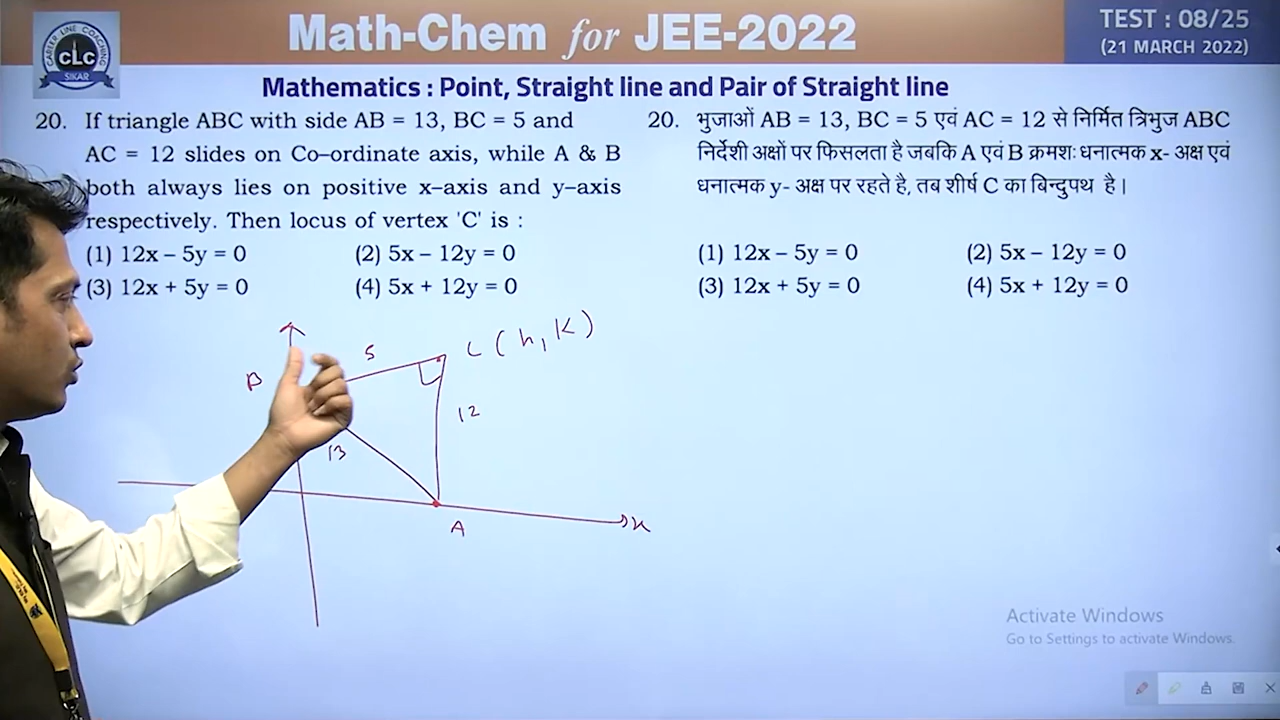 CAREER LINE COACHING
CLC
SIKAR
Math-Chem for JEE-2022
TEST : 08/25
(21 MARCH 2022)
Mathematics : Point, Straight line and Pair of Straight line
20. If triangle ABC with side AB = 13, BC = 5 and
AC = 12 slides on Co-ordinate axis, while A & B
both always lies on positive x-axis and y-axis
respectively. Then locus of vertex 'C' is :
(1) 12x – 5y = 0 (2) 5x – 12y = 0
(3) 12x + 5y = 0 (4) 5x + 12y = 0
20. भुजाओं AB = 13, BC = 5 एवं AC = 12 से निर्मित त्रिभुज ABC
निर्देशी अक्षों पर फिसलता है जबकि A एवं B क्रमशः धनात्मक x- अक्ष एवं
धनात्मक y- अक्ष पर रहते है, तब शीर्ष C का बिन्दुपथ है।
(1) 12x – 5y = 0 (2) 5x – 12y = 0
(3) 12x + 5y = 0 (4) 5x + 12y = 0
C (h, K)
5
B
12
13
A
x
Activate Windows
Go to Settings to activate Windows.